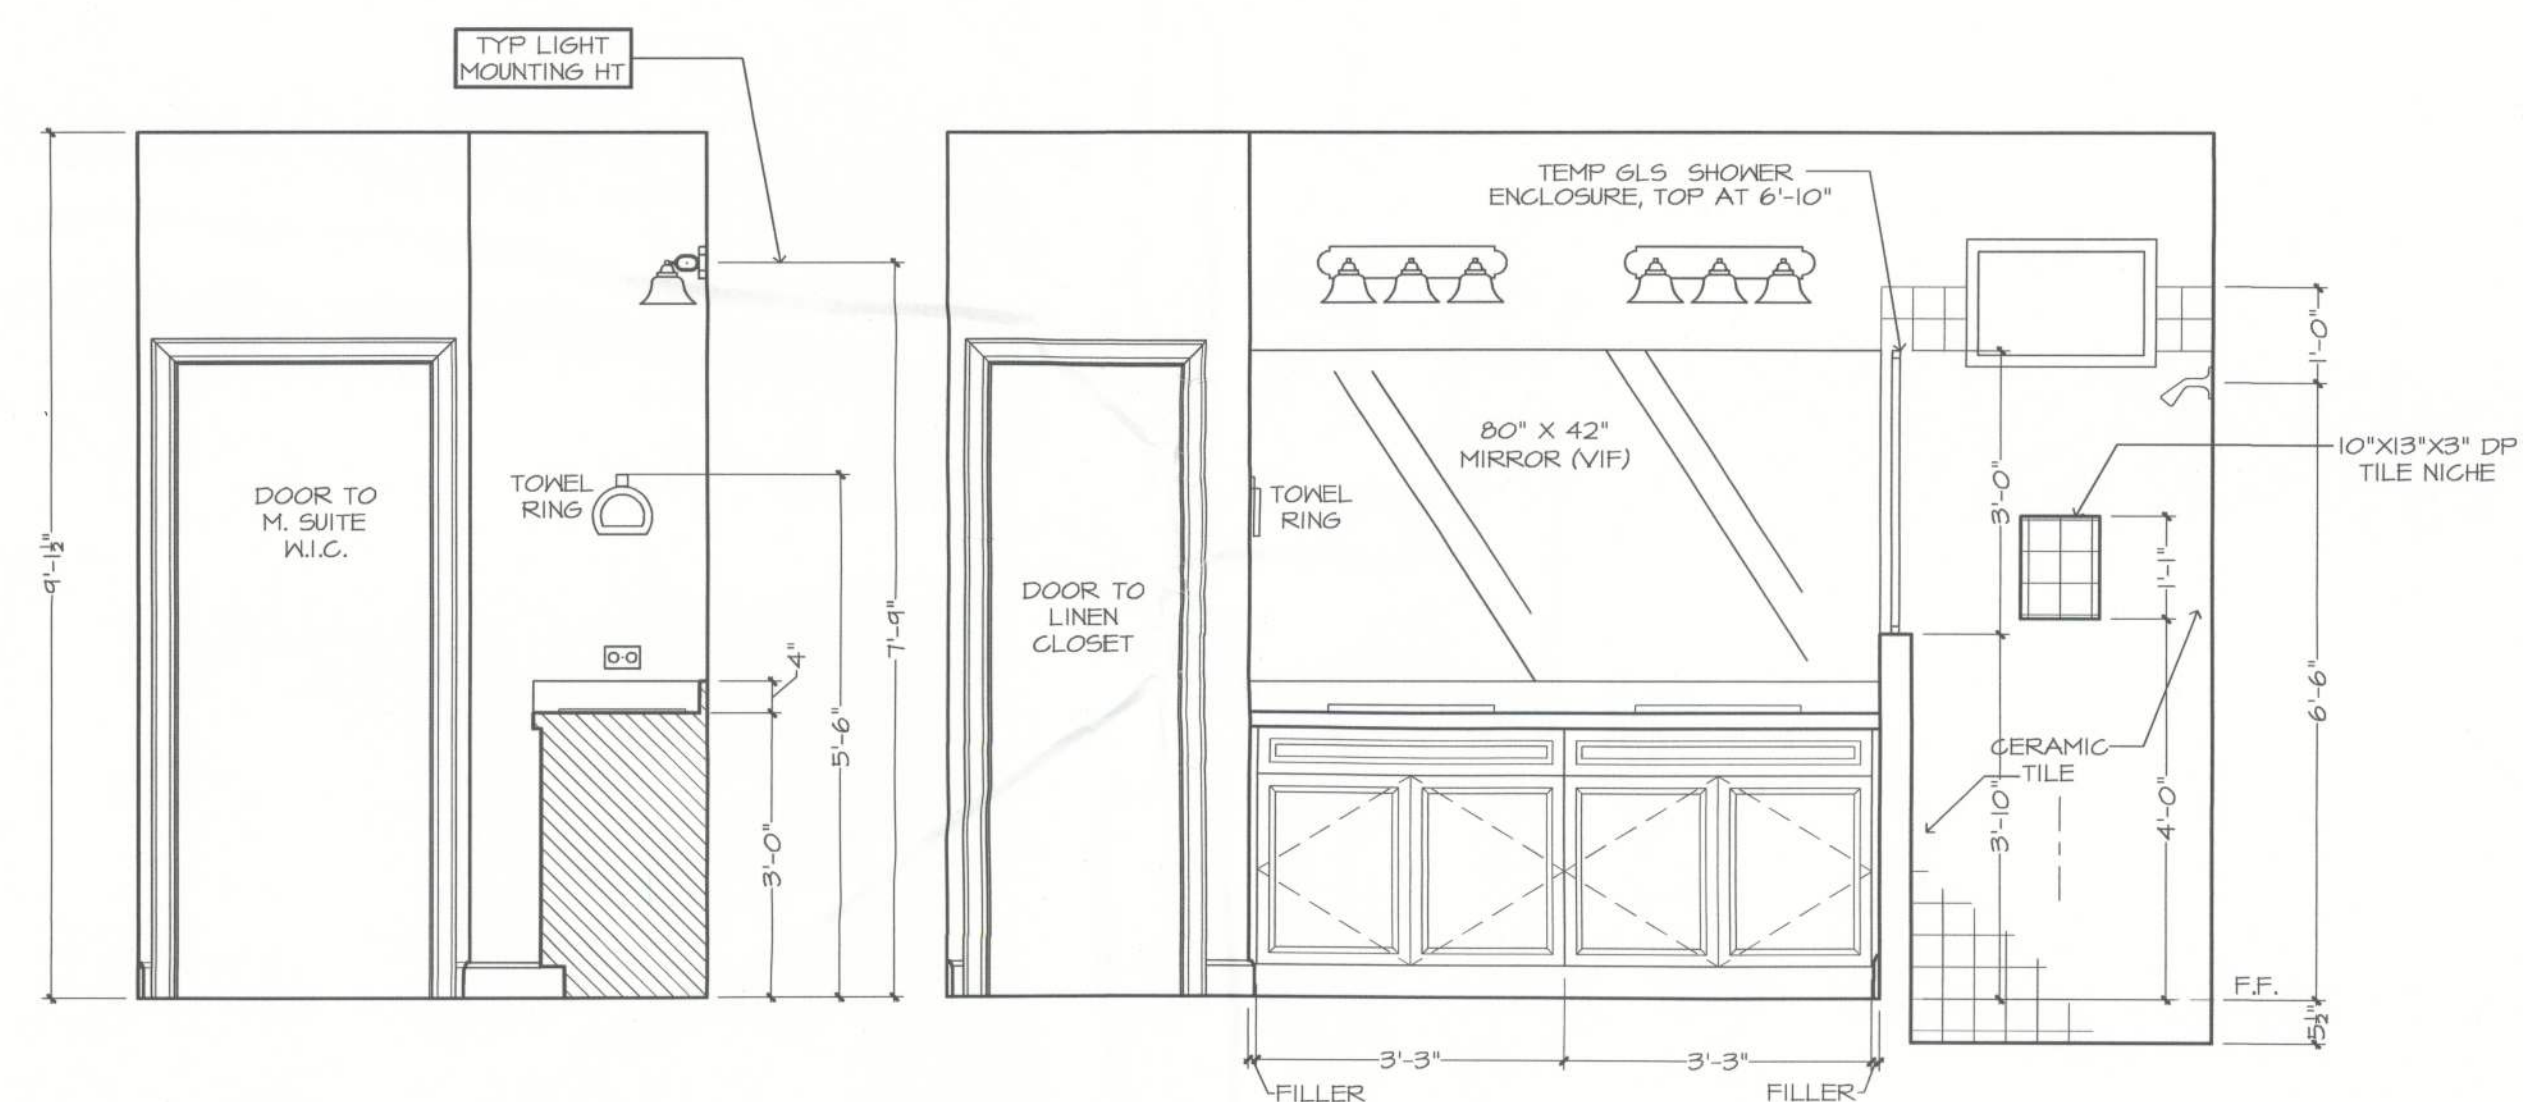 TYP LIGHT
MOUNTING HT
9'-1½"
DOOR TO
M. SUITE
W.I.C.
TOWEL
RING
4"
3'-0"
5'-6"
7'-9"
DOOR TO
LINEN
CLOSET
TOWEL
RING
80" X 42"
MIRROR (VIF)
TEMP GLS SHOWER
ENCLOSURE, TOP AT 6'-10"
3'-3"
3'-3"
FILLER
FILLER
3'-0"
3'-10"
CERAMIC
TILE
1'-1"
4'-0"
10"X13"X3" DP
TILE NICHE
1'-0"
6'-6"
F.F.
5½"